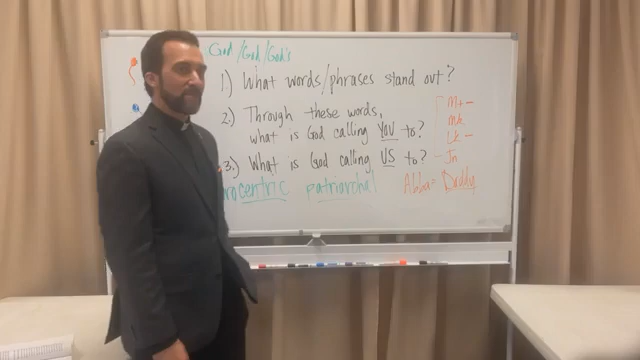 God /God /God's
1.) What words/phrases stand out?
2.) Through these words,
what is God calling YOU to?
3.) What is God calling US to?
Mt
Mk
Lk
Jn
rocentric patriarchal
Abba = Daddy